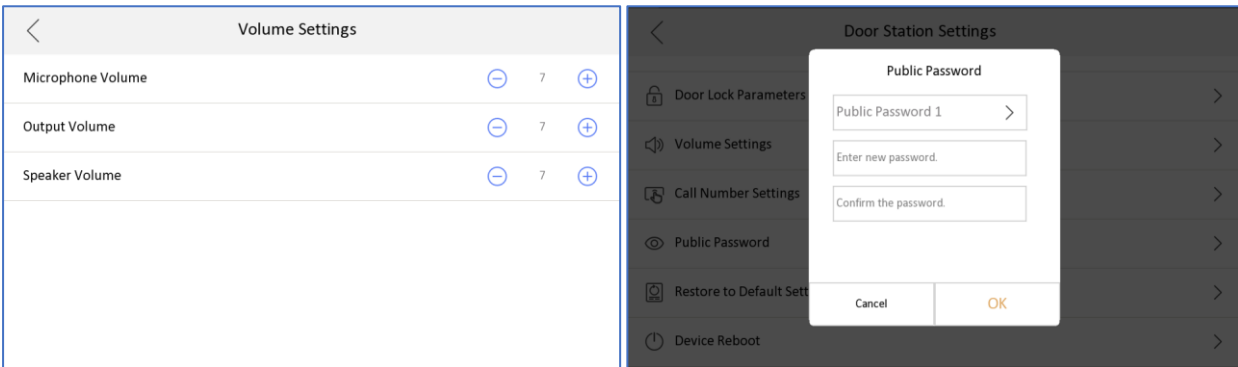 Volume Settings
Microphone Volume
7
Output Volume
7
Speaker Volume
7
Door Station Settings
Door Lock Parameters
Volume Settings
Call Number Settings
Public Password
Restore to Default Sett
Device Reboot
Public Password
Public Password 1
Enter new password.
Confirm the password.
Cancel
OK